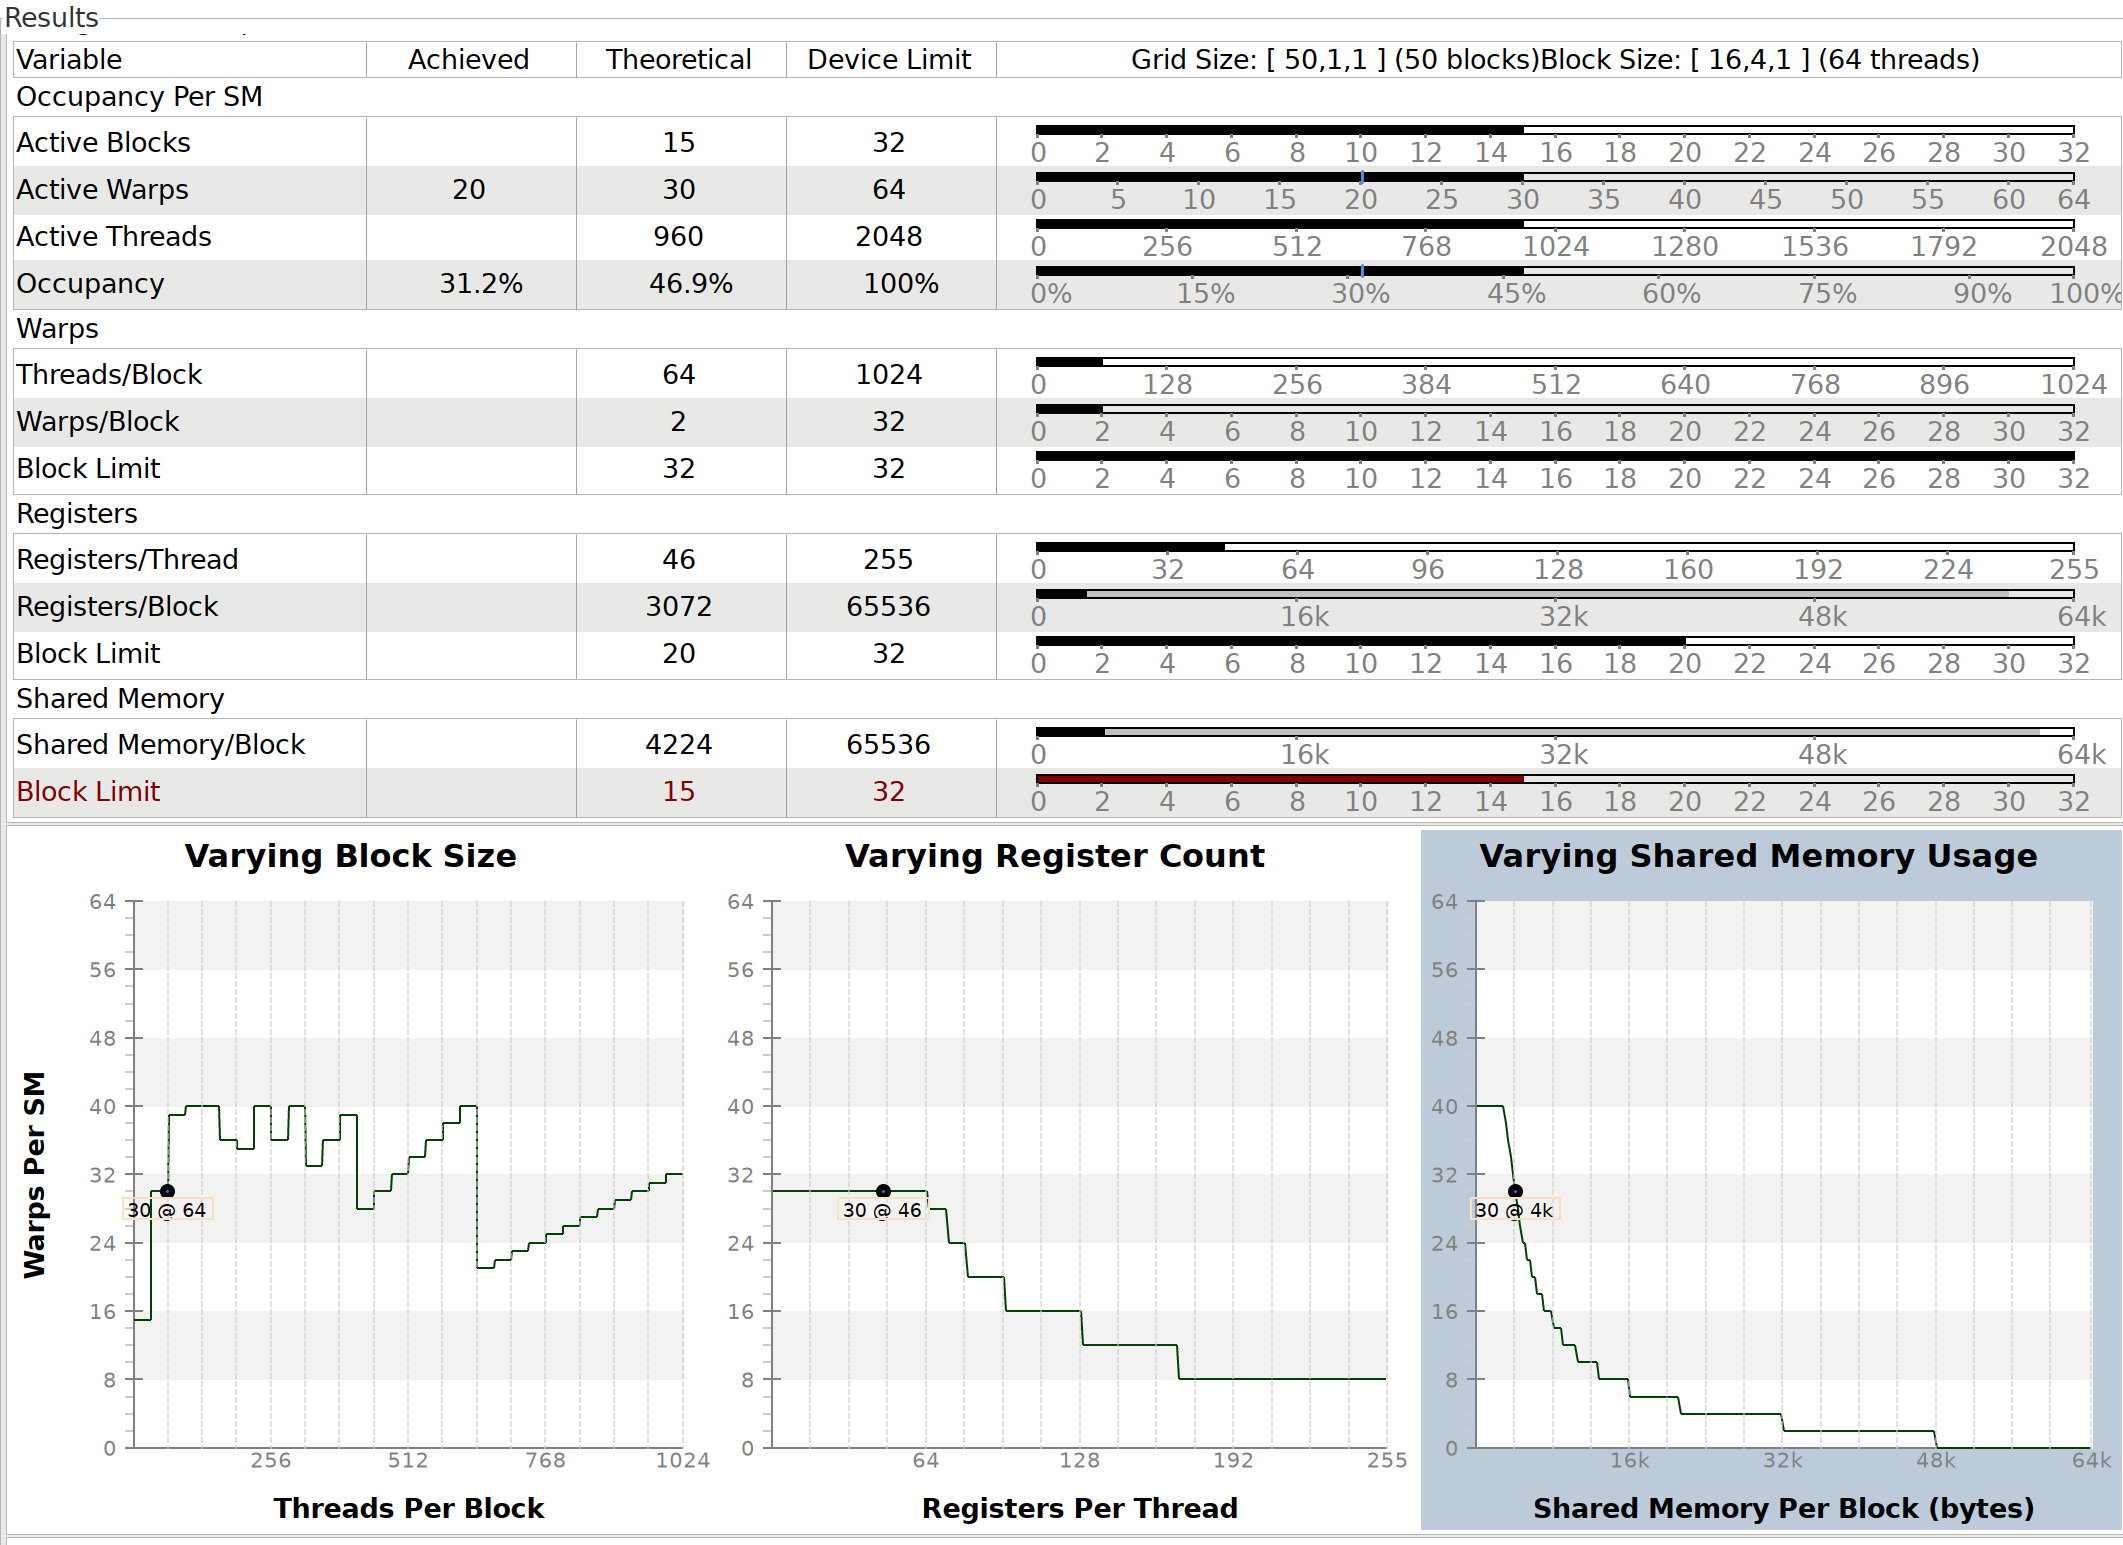 Results
Variable Achieved Theoretical Device Limit Grid Size: [ 50,1,1 ] (50 blocks)Block Size: [ 16,4,1 ] (64 threads)
Occupancy Per SM
Active Blocks 15 32
0 2 4 6 8 10 12 14 16 18 20 22 24 26 28 30 32
Active Warps 20 30 64
0 5 10 15 20 25 30 35 40 45 50 55 60 64
Active Threads 960 2048
0 256 512 768 1024 1280 1536 1792 2048
Occupancy 31.2% 46.9% 100%
0% 15% 30% 45% 60% 75% 90% 100%
Warps
Threads/Block 64 1024
0 128 256 384 512 640 768 896 1024
Warps/Block 2 32
0 2 4 6 8 10 12 14 16 18 20 22 24 26 28 30 32
Block Limit 32 32
0 2 4 6 8 10 12 14 16 18 20 22 24 26 28 30 32
Registers
Registers/Thread 46 255
0 32 64 96 128 160 192 224 255
Registers/Block 3072 65536
0 16k 32k 48k 64k
Block Limit 20 32
0 2 4 6 8 10 12 14 16 18 20 22 24 26 28 30 32
Shared Memory
Shared Memory/Block 4224 65536
0 16k 32k 48k 64k
Block Limit 15 32
0 2 4 6 8 10 12 14 16 18 20 22 24 26 28 30 32
Varying Block Size
64
56
48
40
32
24
16
8
0
30 @ 64
256 512 768 1024
Warps Per SM
Threads Per Block
Varying Register Count
64
56
48
40
32
24
16
8
0
30 @ 46
64 128 192 255
Registers Per Thread
Varying Shared Memory Usage
64
56
48
40
32
24
16
8
0
30 @ 4k
16k 32k 48k 64k
Shared Memory Per Block (bytes)